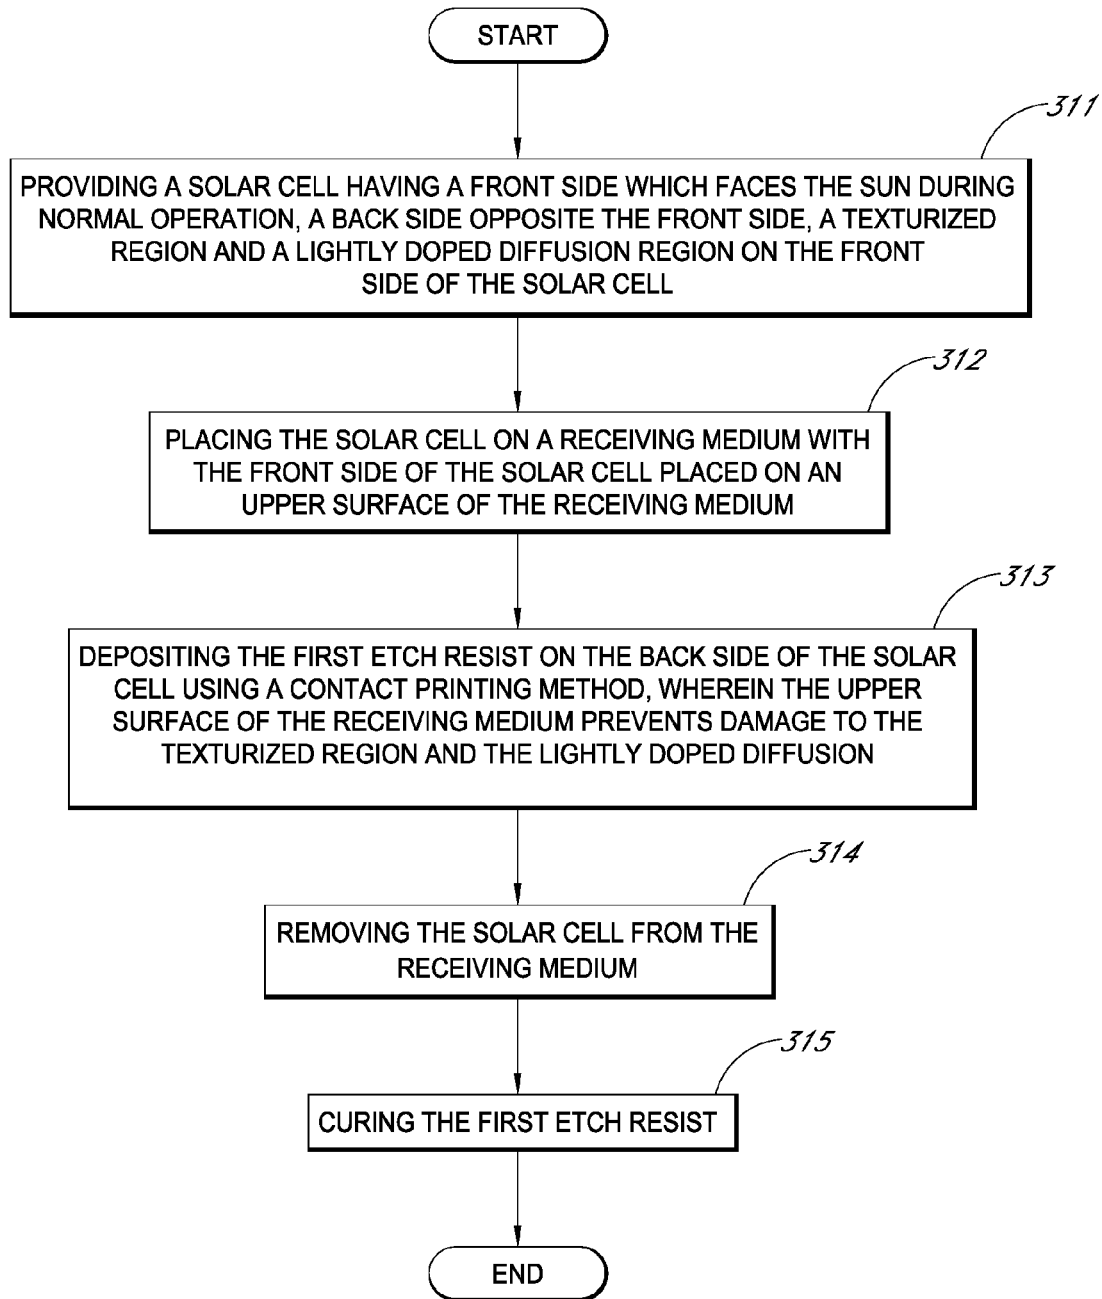 START
311
PROVIDING A SOLAR CELL HAVING A FRONT SIDE WHICH FACES THE SUN DURING
NORMAL OPERATION, A BACK SIDE OPPOSITE THE FRONT SIDE, A TEXTURIZED
REGION AND A LIGHTLY DOPED DIFFUSION REGION ON THE FRONT
SIDE OF THE SOLAR CELL
312
PLACING THE SOLAR CELL ON A RECEIVING MEDIUM WITH
THE FRONT SIDE OF THE SOLAR CELL PLACED ON AN
UPPER SURFACE OF THE RECEIVING MEDIUM
313
DEPOSITING THE FIRST ETCH RESIST ON THE BACK SIDE OF THE SOLAR
CELL USING A CONTACT PRINTING METHOD, WHEREIN THE UPPER
SURFACE OF THE RECEIVING MEDIUM PREVENTS DAMAGE TO THE
TEXTURIZED REGION AND THE LIGHTLY DOPED DIFFUSION
314
REMOVING THE SOLAR CELL FROM THE
RECEIVING MEDIUM
315
CURING THE FIRST ETCH RESIST
END